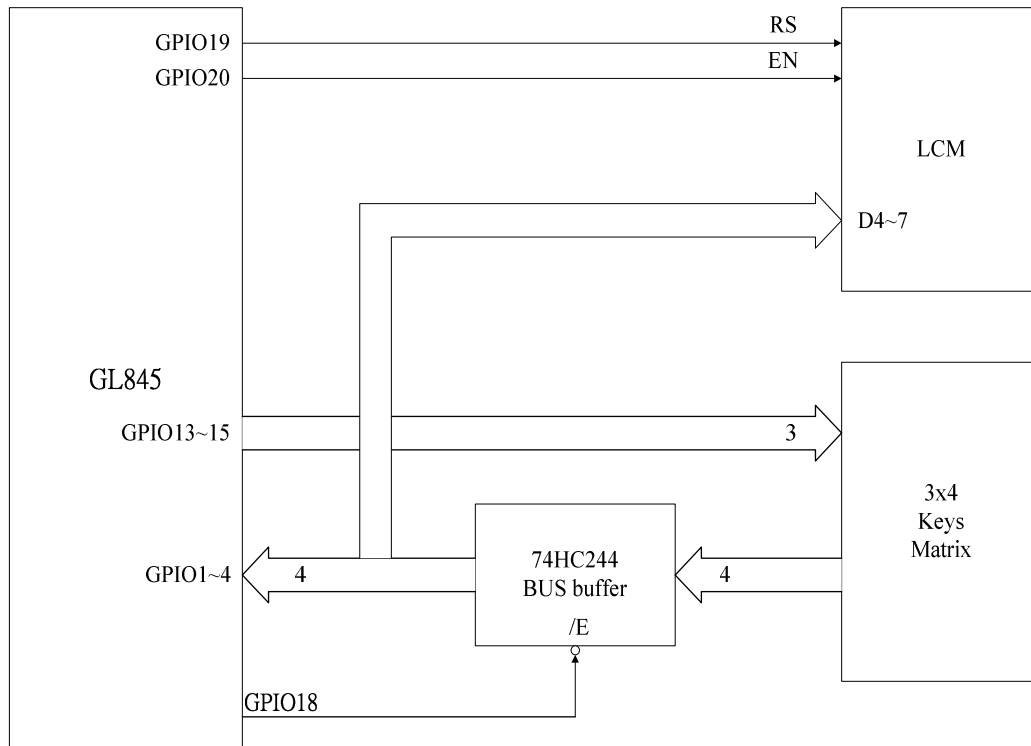 GPIO19
RS
GPIO20
EN
LCM
D4~7
GL845
GPIO13~15
3
3x4
Keys
Matrix
GPIO1~4
4
74HC244
BUS buffer
/E
4
GPIO18